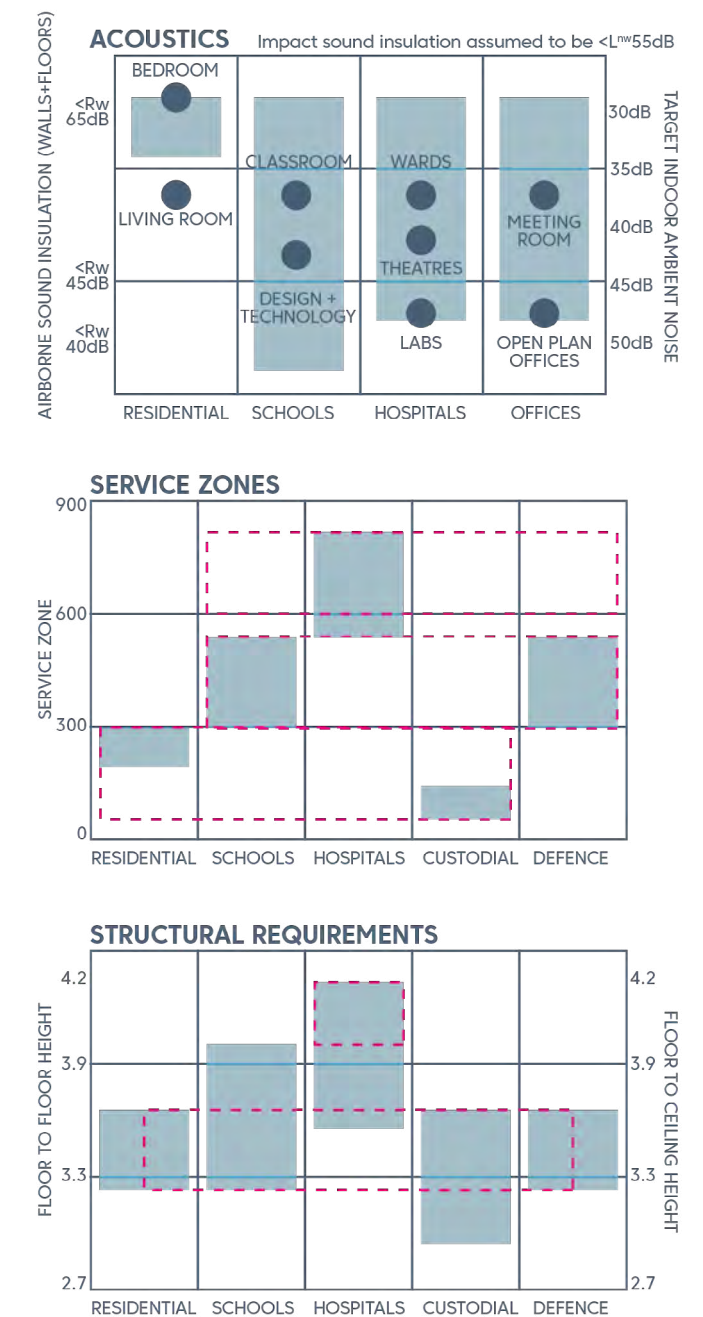 ACOUSTICS
Impact sound insulation assumed to be <Lnw55dB
AIRBORNE SOUND INSULATION (WALLS+FLOORS)
<Rw
65dB
<Rw
45dB
<Rw
40dB
BEDROOM
LIVING ROOM
CLASSROOM
DESIGN +
TECHNOLOGY
WARDS
THEATRES
LABS
MEETING
ROOM
OPEN PLAN
OFFICES
30dB
35dB
40dB
45dB
50dB
TARGET INDOOR AMBIENT NOISE
RESIDENTIAL
SCHOOLS
HOSPITALS
OFFICES
SERVICE ZONES
SERVICE ZONE
900
600
300
0
RESIDENTIAL
SCHOOLS
HOSPITALS
CUSTODIAL
DEFENCE
STRUCTURAL REQUIREMENTS
FLOOR TO FLOOR HEIGHT
4.2
3.9
3.3
2.7
4.2
3.9
3.3
2.7
FLOOR TO CEILING HEIGHT
RESIDENTIAL
SCHOOLS
HOSPITALS
CUSTODIAL
DEFENCE